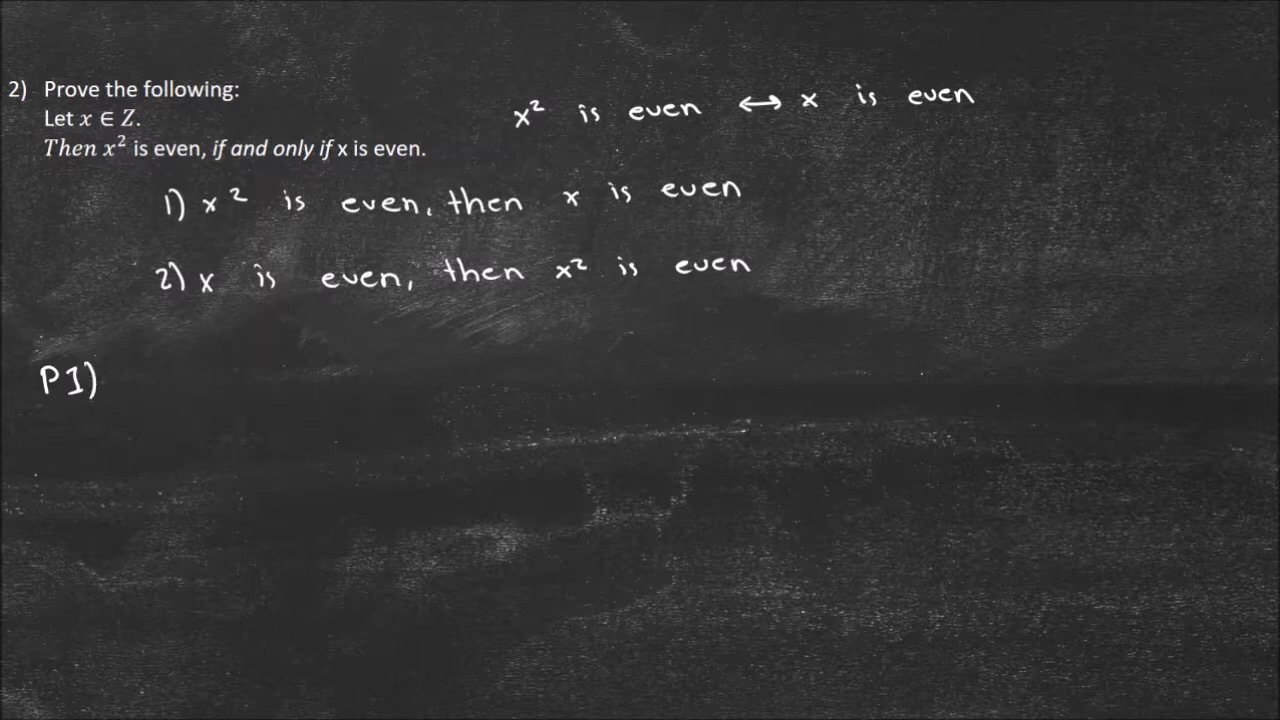 2) Prove the following:
Let x ∈ Z.
Then x² is even, if and only if x is even.
x² is even ↔ x is even
1) x² is even, then x is even
2) x is even, then x² is even
P1)